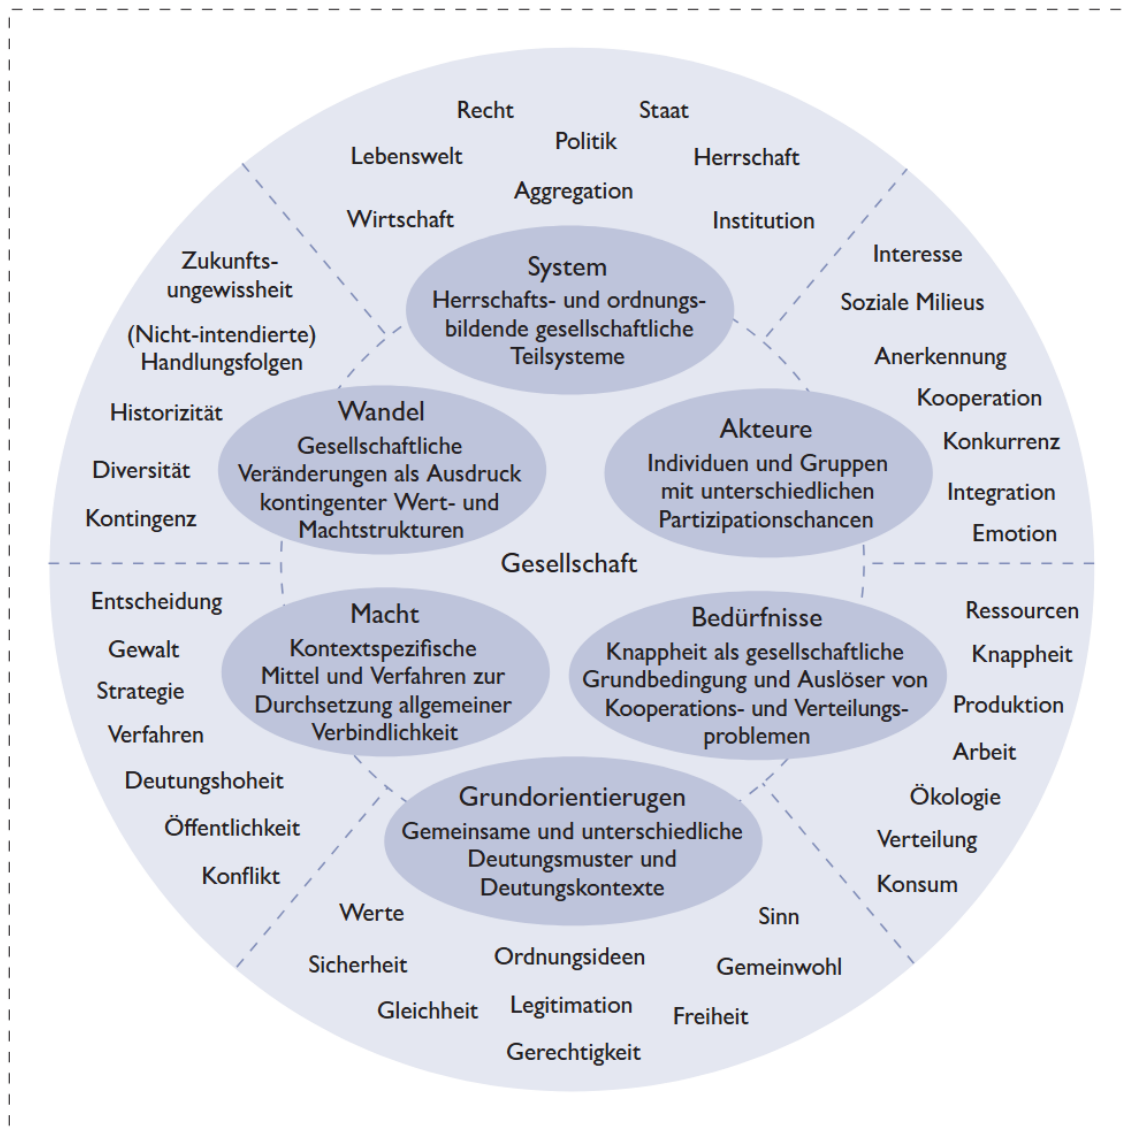 Recht
Staat
Politik
Lebenswelt
Herrschaft
Aggregation
Wirtschaft
Institution
System
Herrschafts- und ordnungs-
bildende gesellschaftliche
Teilsysteme
Interesse
Soziale Milieus
Anerkennung
Kooperation
Konkurrenz
Integration
Emotion
Akteure
Individuen und Gruppen
mit unterschiedlichen
Partizipationschancen
Zukunfts-
ungewissheit
(Nicht-intendierte)
Handlungsfolgen
Historizität
Diversität
Kontingenz
Wandel
Gesellschaftliche
Veränderungen als Ausdruck
kontingenter Wert- und
Machtstrukturen
Gesellschaft
Entscheidung
Gewalt
Strategie
Verfahren
Deutungshoheit
Öffentlichkeit
Konflikt
Macht
Kontextspezifische
Mittel und Verfahren zur
Durchsetzung allgemeiner
Verbindlichkeit
Bedürfnisse
Knappheit als gesellschaftliche
Grundbedingung und Auslöser von
Kooperations- und Verteilungs-
problemen
Ressourcen
Knappheit
Produktion
Arbeit
Ökologie
Verteilung
Konsum
Grundorientierugen
Gemeinsame und unterschiedliche
Deutungsmuster und
Deutungskontexte
Werte
Sinn
Sicherheit
Ordnungsideen
Gemeinwohl
Gleichheit
Legitimation
Freiheit
Gerechtigkeit